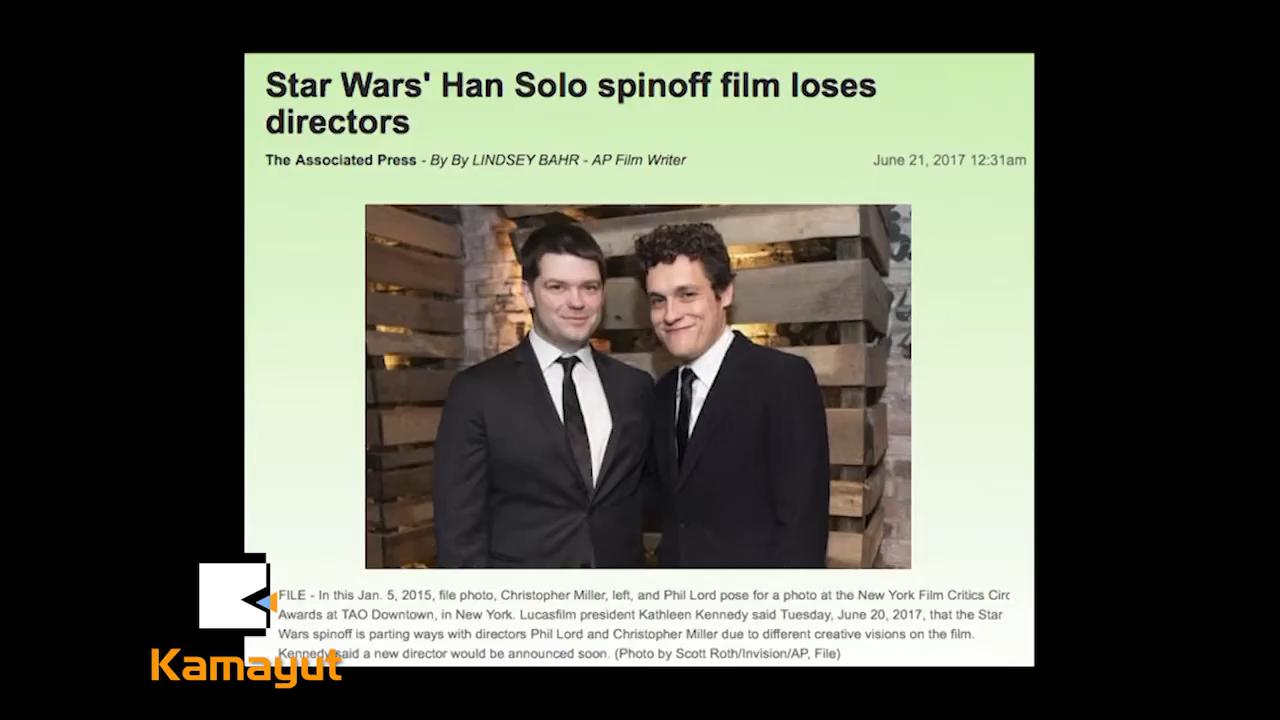 Star Wars' Han Solo spinoff film loses
directors
The Associated Press - By By LINDSEY BAHR - AP Film Writer
June 21, 2017 12:31am
FILE - In this Jan. 5, 2015, file photo, Christopher Miller, left, and Phil Lord pose for a photo at the New York Film Critics Circ
Awards at TAO Downtown, in New York. Lucasfilm president Kathleen Kennedy said Tuesday, June 20, 2017, that the Star
Wars spinoff is parting ways with directors Phil Lord and Christopher Miller due to different creative visions on the film.
Kennedy said a new director would be announced soon. (Photo by Scott Roth/Invision/AP, File)
Kamayut